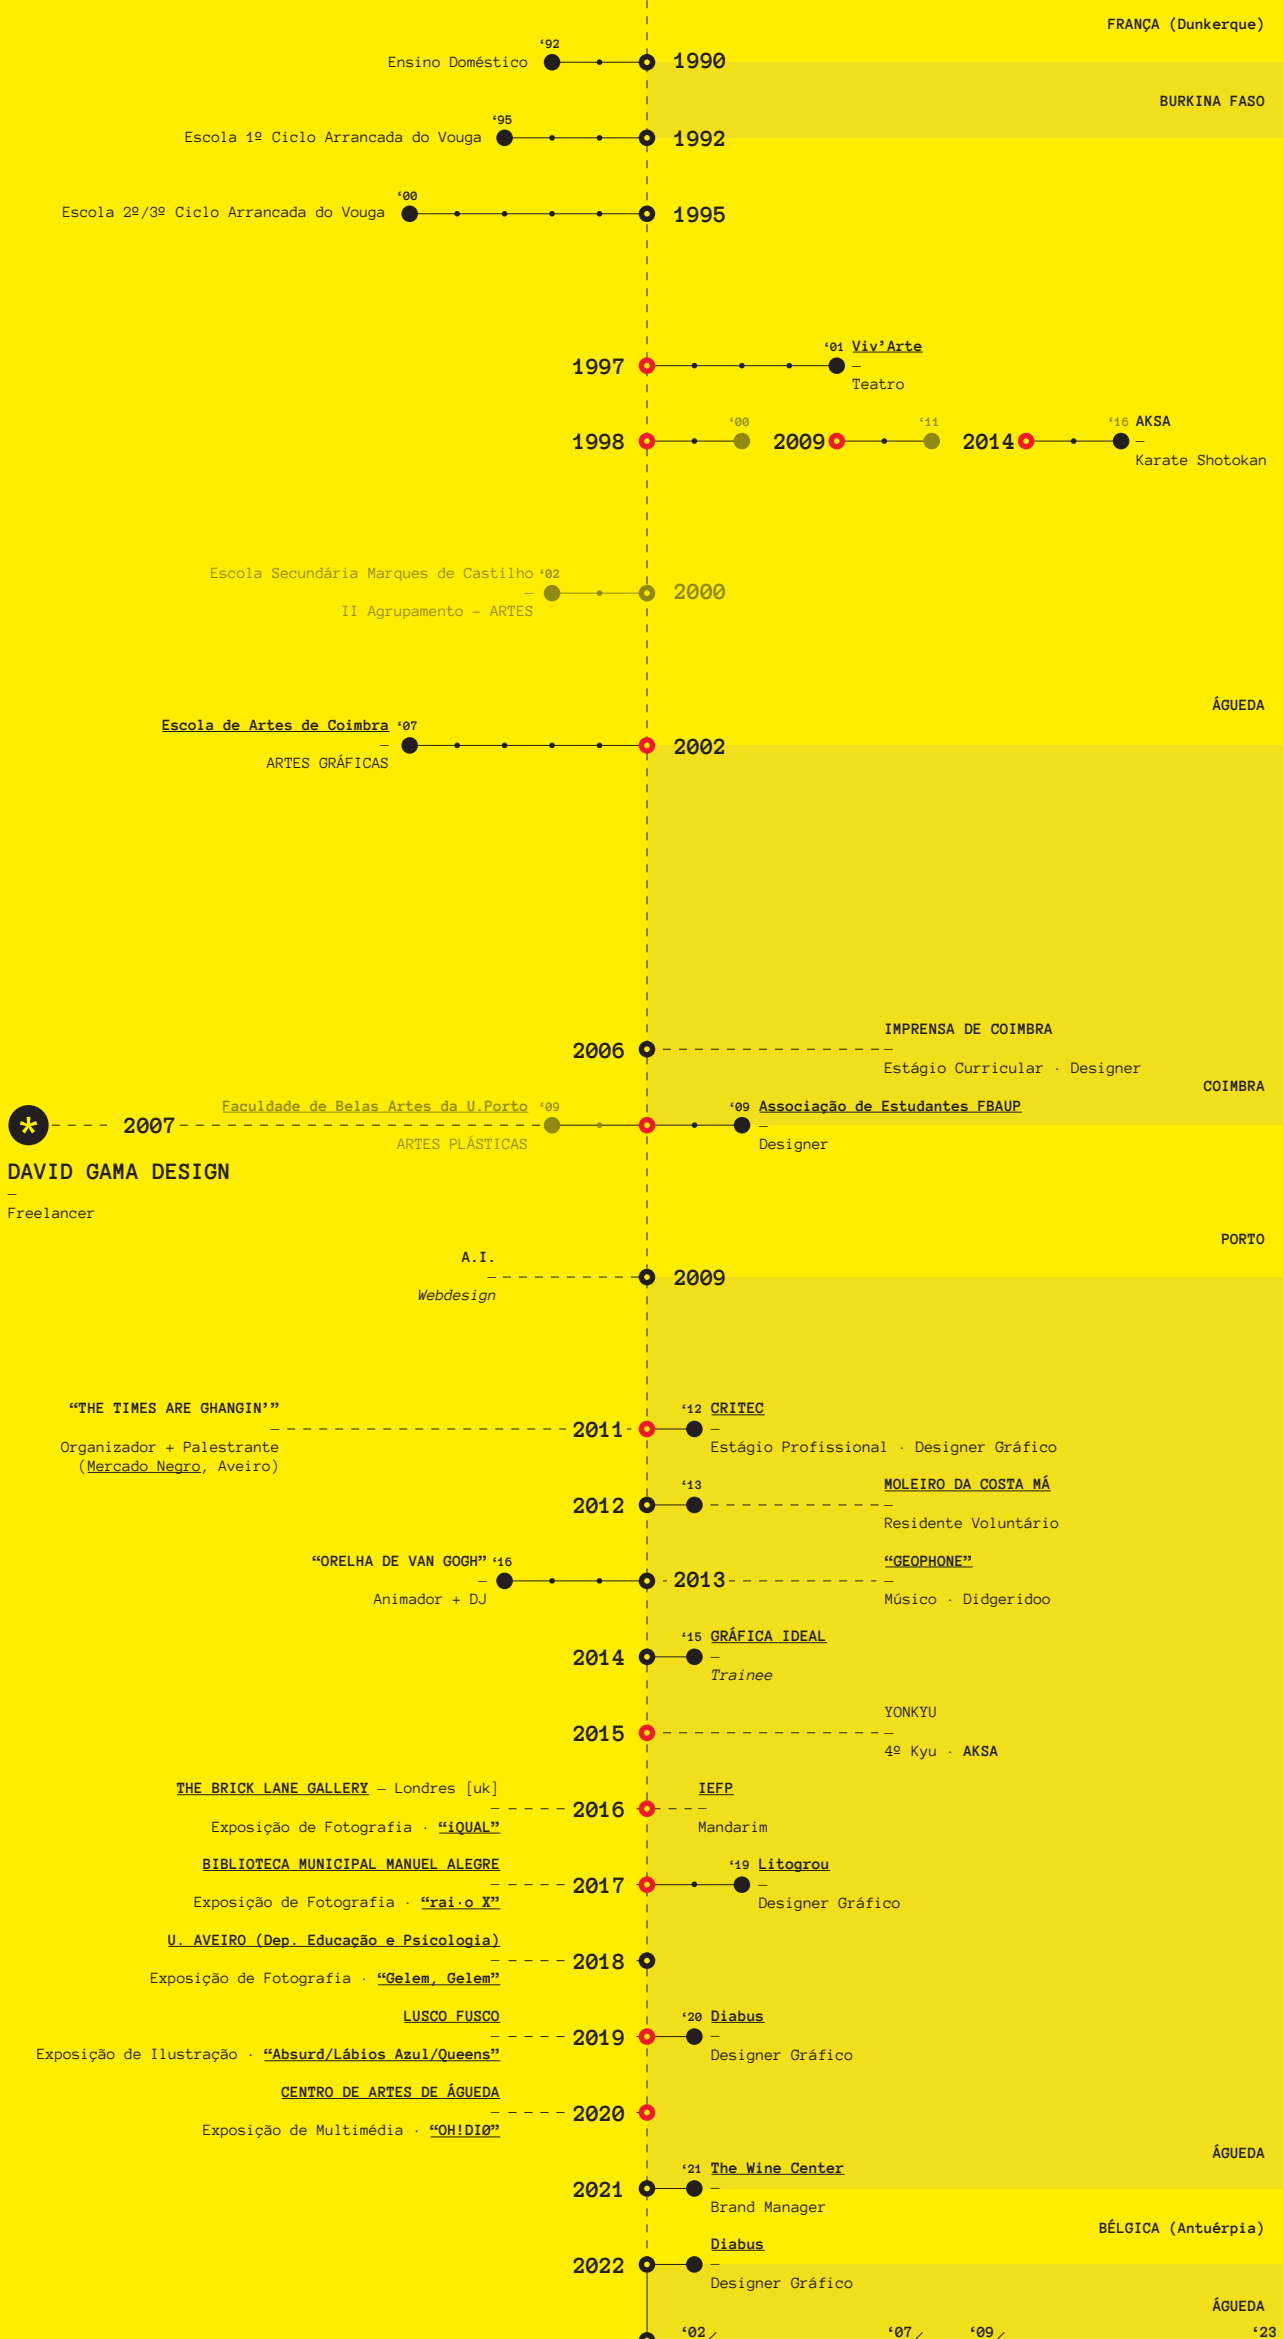 FRANÇA (Dunkerque)
‘92
Ensino Doméstico
1990
BURKINA FASO
‘95
Escola 1º Ciclo Arrancada do Vouga
1992
‘00
Escola 2º/3º Ciclo Arrancada do Vouga
1995
1997
‘01 Viv’Arte
—
Teatro
‘00
‘11
‘16 AKSA
1998
2009
2014
—
Karate Shotokan
Escola Secundária Marques de Castilho ‘02
—
2000
II Agrupamento – ARTES
ÁGUEDA
Escola de Artes de Coimbra ‘07
—
2002
ARTES GRÁFICAS
IMPRENSA DE COIMBRA
2006
—
Estágio Curricular · Designer
COIMBRA
Faculdade de Belas Artes da U.Porto ‘09
‘09 Associação de Estudantes FBAUP
* 2007
—
ARTES PLÁSTICAS
Designer
DAVID GAMA DESIGN
—
Freelancer
PORTO
A.I.
—
2009
Webdesign
“THE TIMES ARE GHANGIN’”
‘12 CRITEC
—
2011
—
Organizador + Palestrante
Estágio Profissional · Designer Gráfico
(Mercado Negro, Aveiro)
‘13
MOLEIRO DA COSTA MÁ
2012
—
Residente Voluntário
“ORELHA DE VAN GOGH” ‘16
“GEOPHONE”
—
2013
—
Animador + DJ
Músico · Didgeridoo
‘15 GRÁFICA IDEAL
2014
—
Trainee
YONKYU
2015
—
4º Kyu · AKSA
THE BRICK LANE GALLERY — Londres [uk]
IEFP
2016
Exposição de Fotografia · “iQUAL”
Mandarim
BIBLIOTECA MUNICIPAL MANUEL ALEGRE
‘19 Litogrou
2017
—
Exposição de Fotografia · “rai·o X”
Designer Gráfico
U. AVEIRO (Dep. Educação e Psicologia)
2018
Exposição de Fotografia · “Gelem, Gelem”
LUSCO FUSCO
‘20 Diabus
2019
—
Exposição de Ilustração · “Absurd/Lábios Azul/Queens”
Designer Gráfico
CENTRO DE ARTES DE ÁGUEDA
2020
Exposição de Multimédia · “OH!DIØ”
ÁGUEDA
‘21 The Wine Center
2021
—
Brand Manager
BÉLGICA (Antuérpia)
Diabus
2022
—
Designer Gráfico
ÁGUEDA
‘02/ ‘07/ ‘09/ ‘23